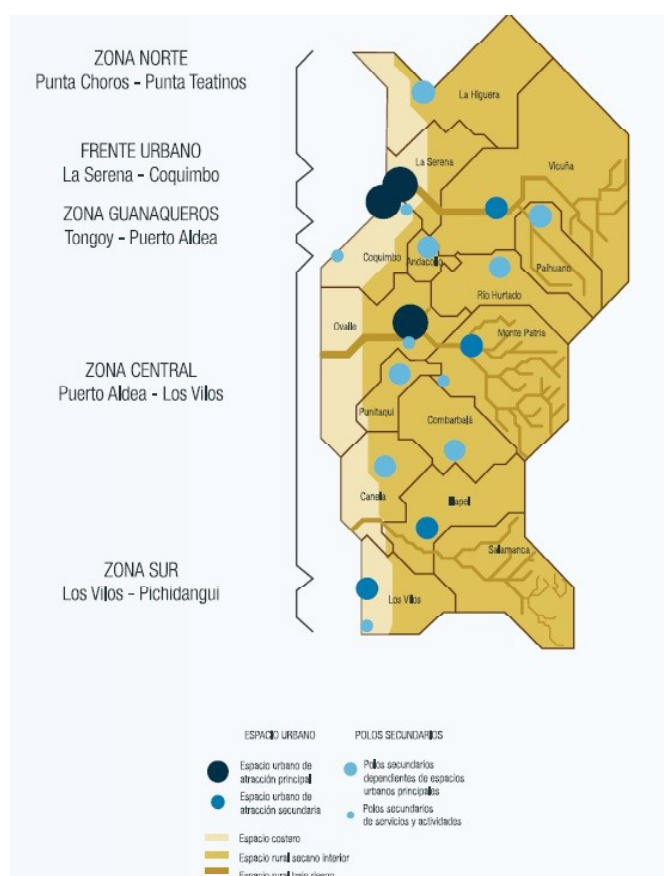 ZONA NORTE
Punta Choros - Punta Teatinos
FRENTE URBANO
La Serena - Coquimbo
ZONA GUANAQUEROS
Tongoy - Puerto Aldea
ZONA CENTRAL
Puerto Aldea - Los Vilos
ZONA SUR
Los Vilos - Pichidangui
La Higuera
La Serena
Vicuña
Coquimbo
Andacollo
Paihuano
Río Hurtado
Ovalle
Monte Patria
Punitaqui
Combarbalá
Canela
Illapel
Salamanca
Los Vilos
ESPACIO URBANO
Espacio urbano de
atracción principal
Espacio urbano de
atracción secundaria
POLOS SECUNDARIOS
Polos secundarios
dependientes de espacios
urbanos principales
Polos secundarios
de servicios y actividades
Espacio costero
Espacio rural secano interior
Espacio rural bajo riesgo